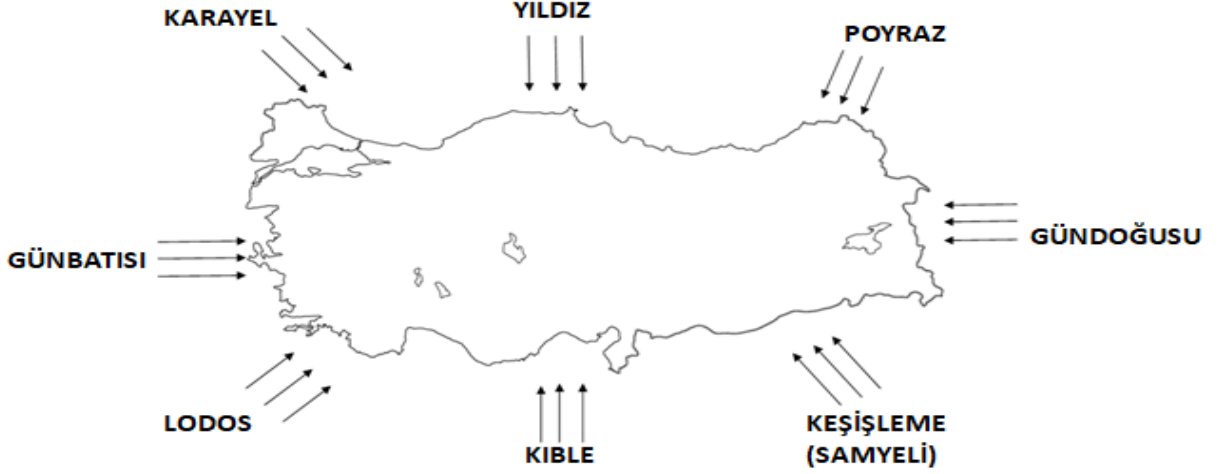 KARAYEL
YILDIZ
POYRAZ
GÜNBATISI
GÜNDOĞUSU
LODOS
KIBLE
KEŞİŞLEME
(SAMYELİ)